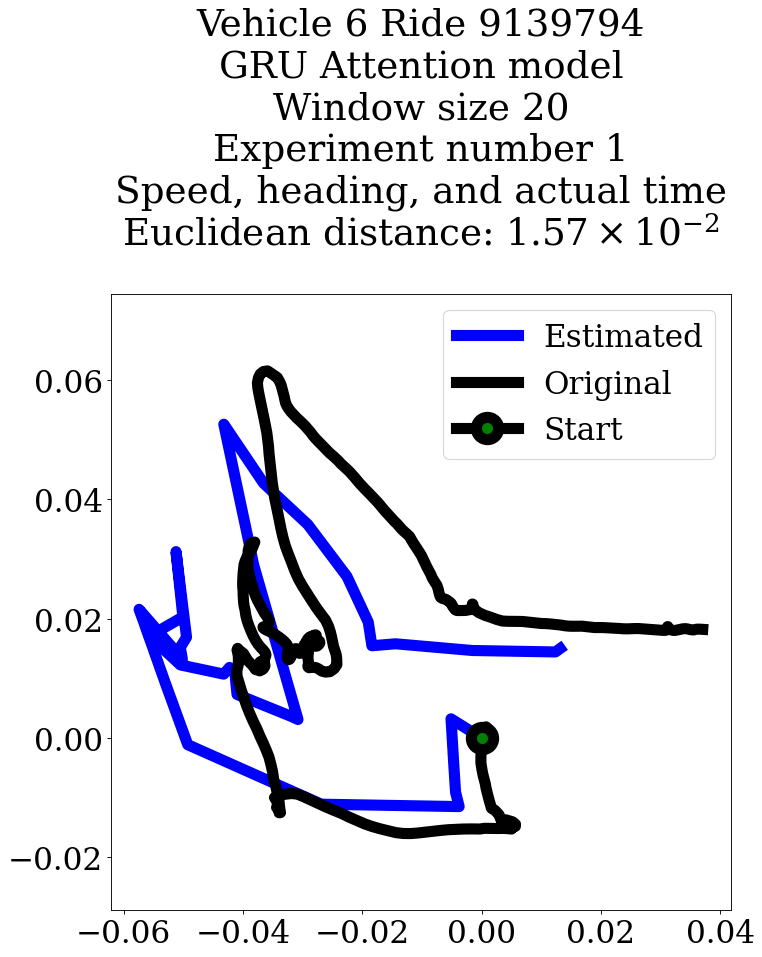 Vehicle 6 Ride 9139794
GRU Attention model
Window size 20
Experiment number 1
Speed, heading, and actual time
Euclidean distance: 1.57 × 10⁻²
Estimated
Original
Start
0.06
0.04
0.02
0.00
−0.02
−0.06 −0.04 −0.02 0.00 0.02 0.04